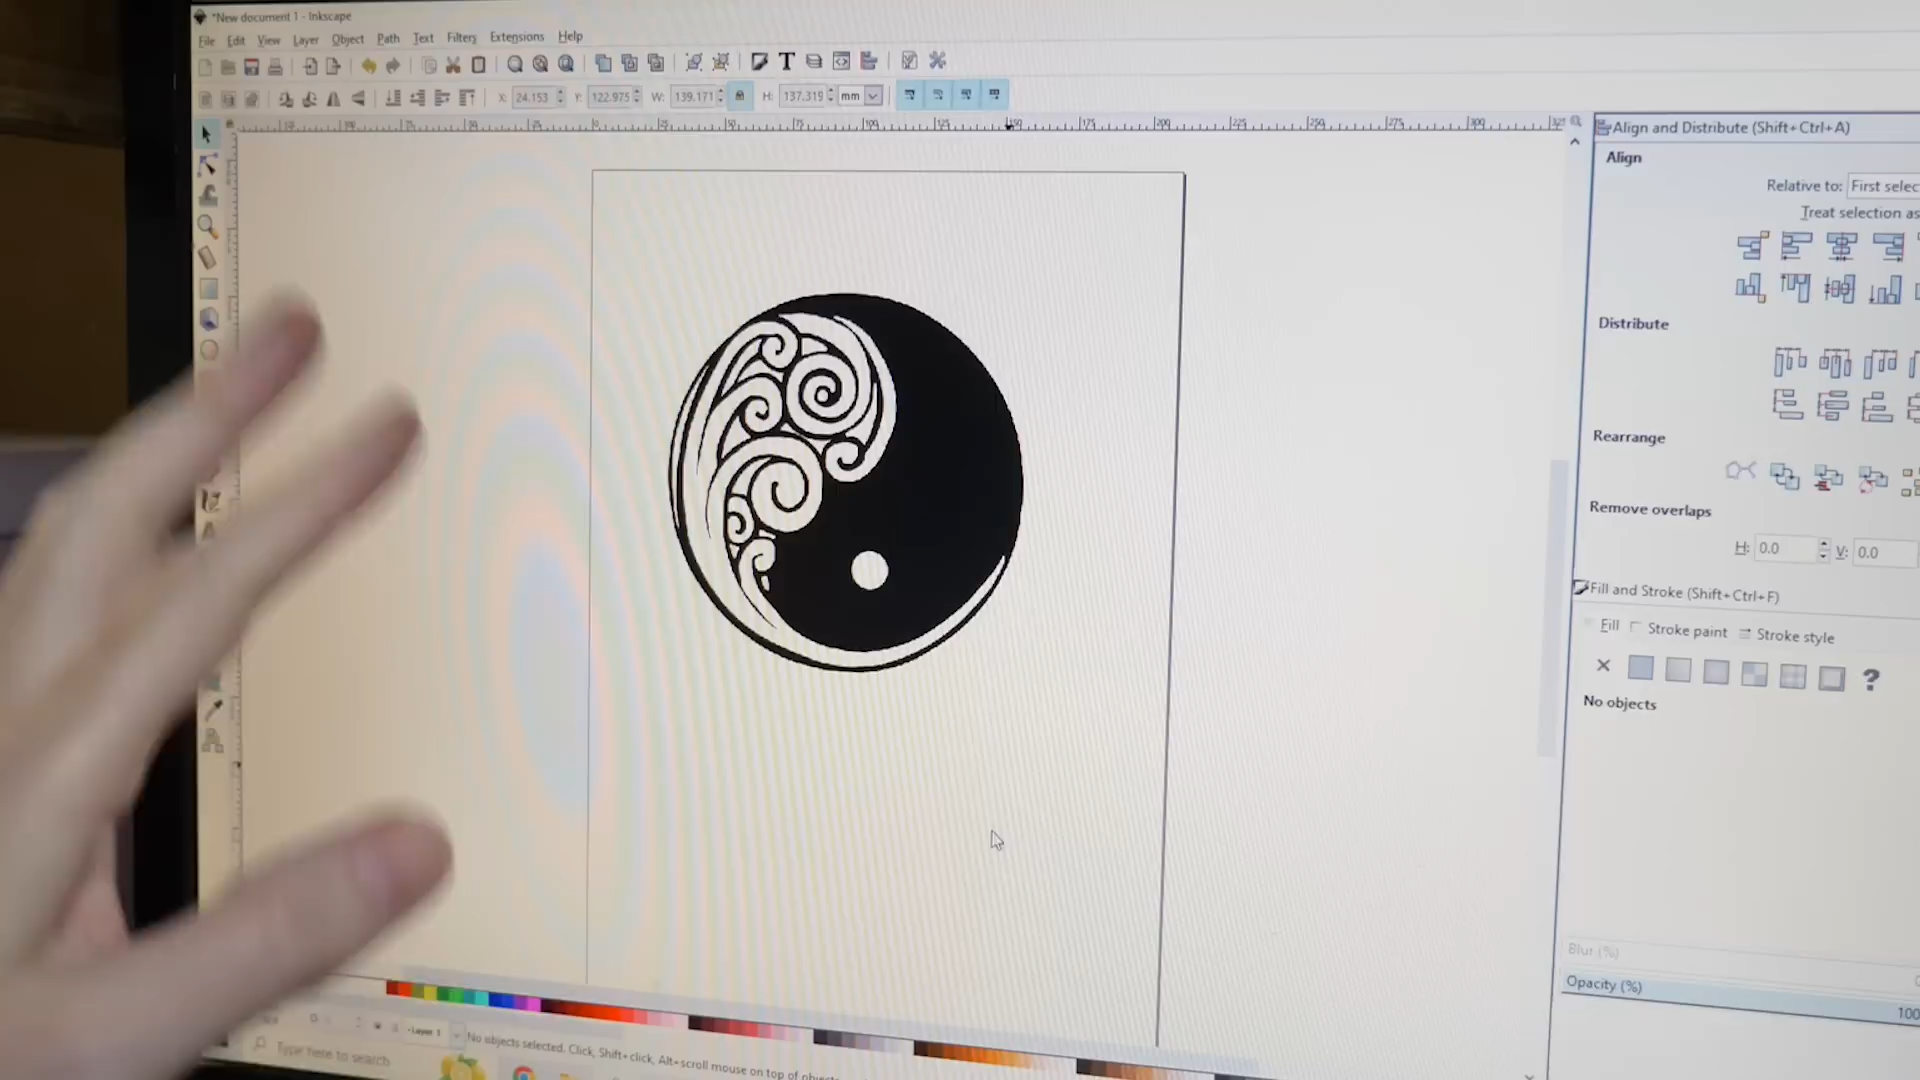 *New document 1 - Inkscape
File Edit View Layer Object Path Text Filters Extensions Help
X: 24.153 Y: 122.975 W: 139.171 H: 137.319 mm
Align and Distribute (Shift+Ctrl+A)
Align
Relative to: First selec
Treat selection as
Distribute
Rearrange
Remove overlaps
H: 0.0 V: 0.0
Fill and Stroke (Shift+Ctrl+F)
Fill Stroke paint Stroke style
?
No objects
Blur (%)
Opacity (%)
100
Layer 1 No objects selected. Click, Shift+click, Alt+scroll mouse on top of objects
Type here to search